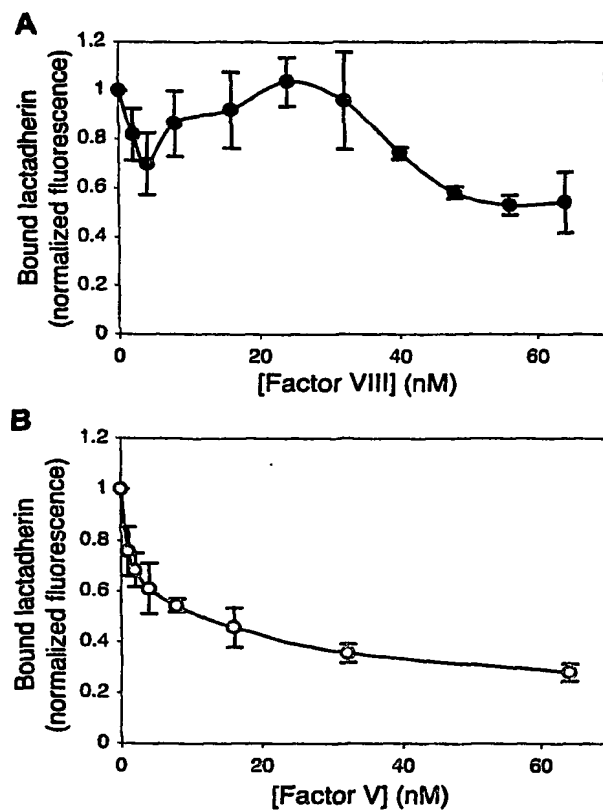 A
Bound lactadherin
(normalized fluorescence)
1.2
1
0.8
0.6
0.4
0.2
0
0 20 40 60
[Factor VIII] (nM)
B
Bound lactadherin
(normalized fluorescence)
1.2
1
0.8
0.6
0.4
0.2
0
0 20 40 60
[Factor V] (nM)